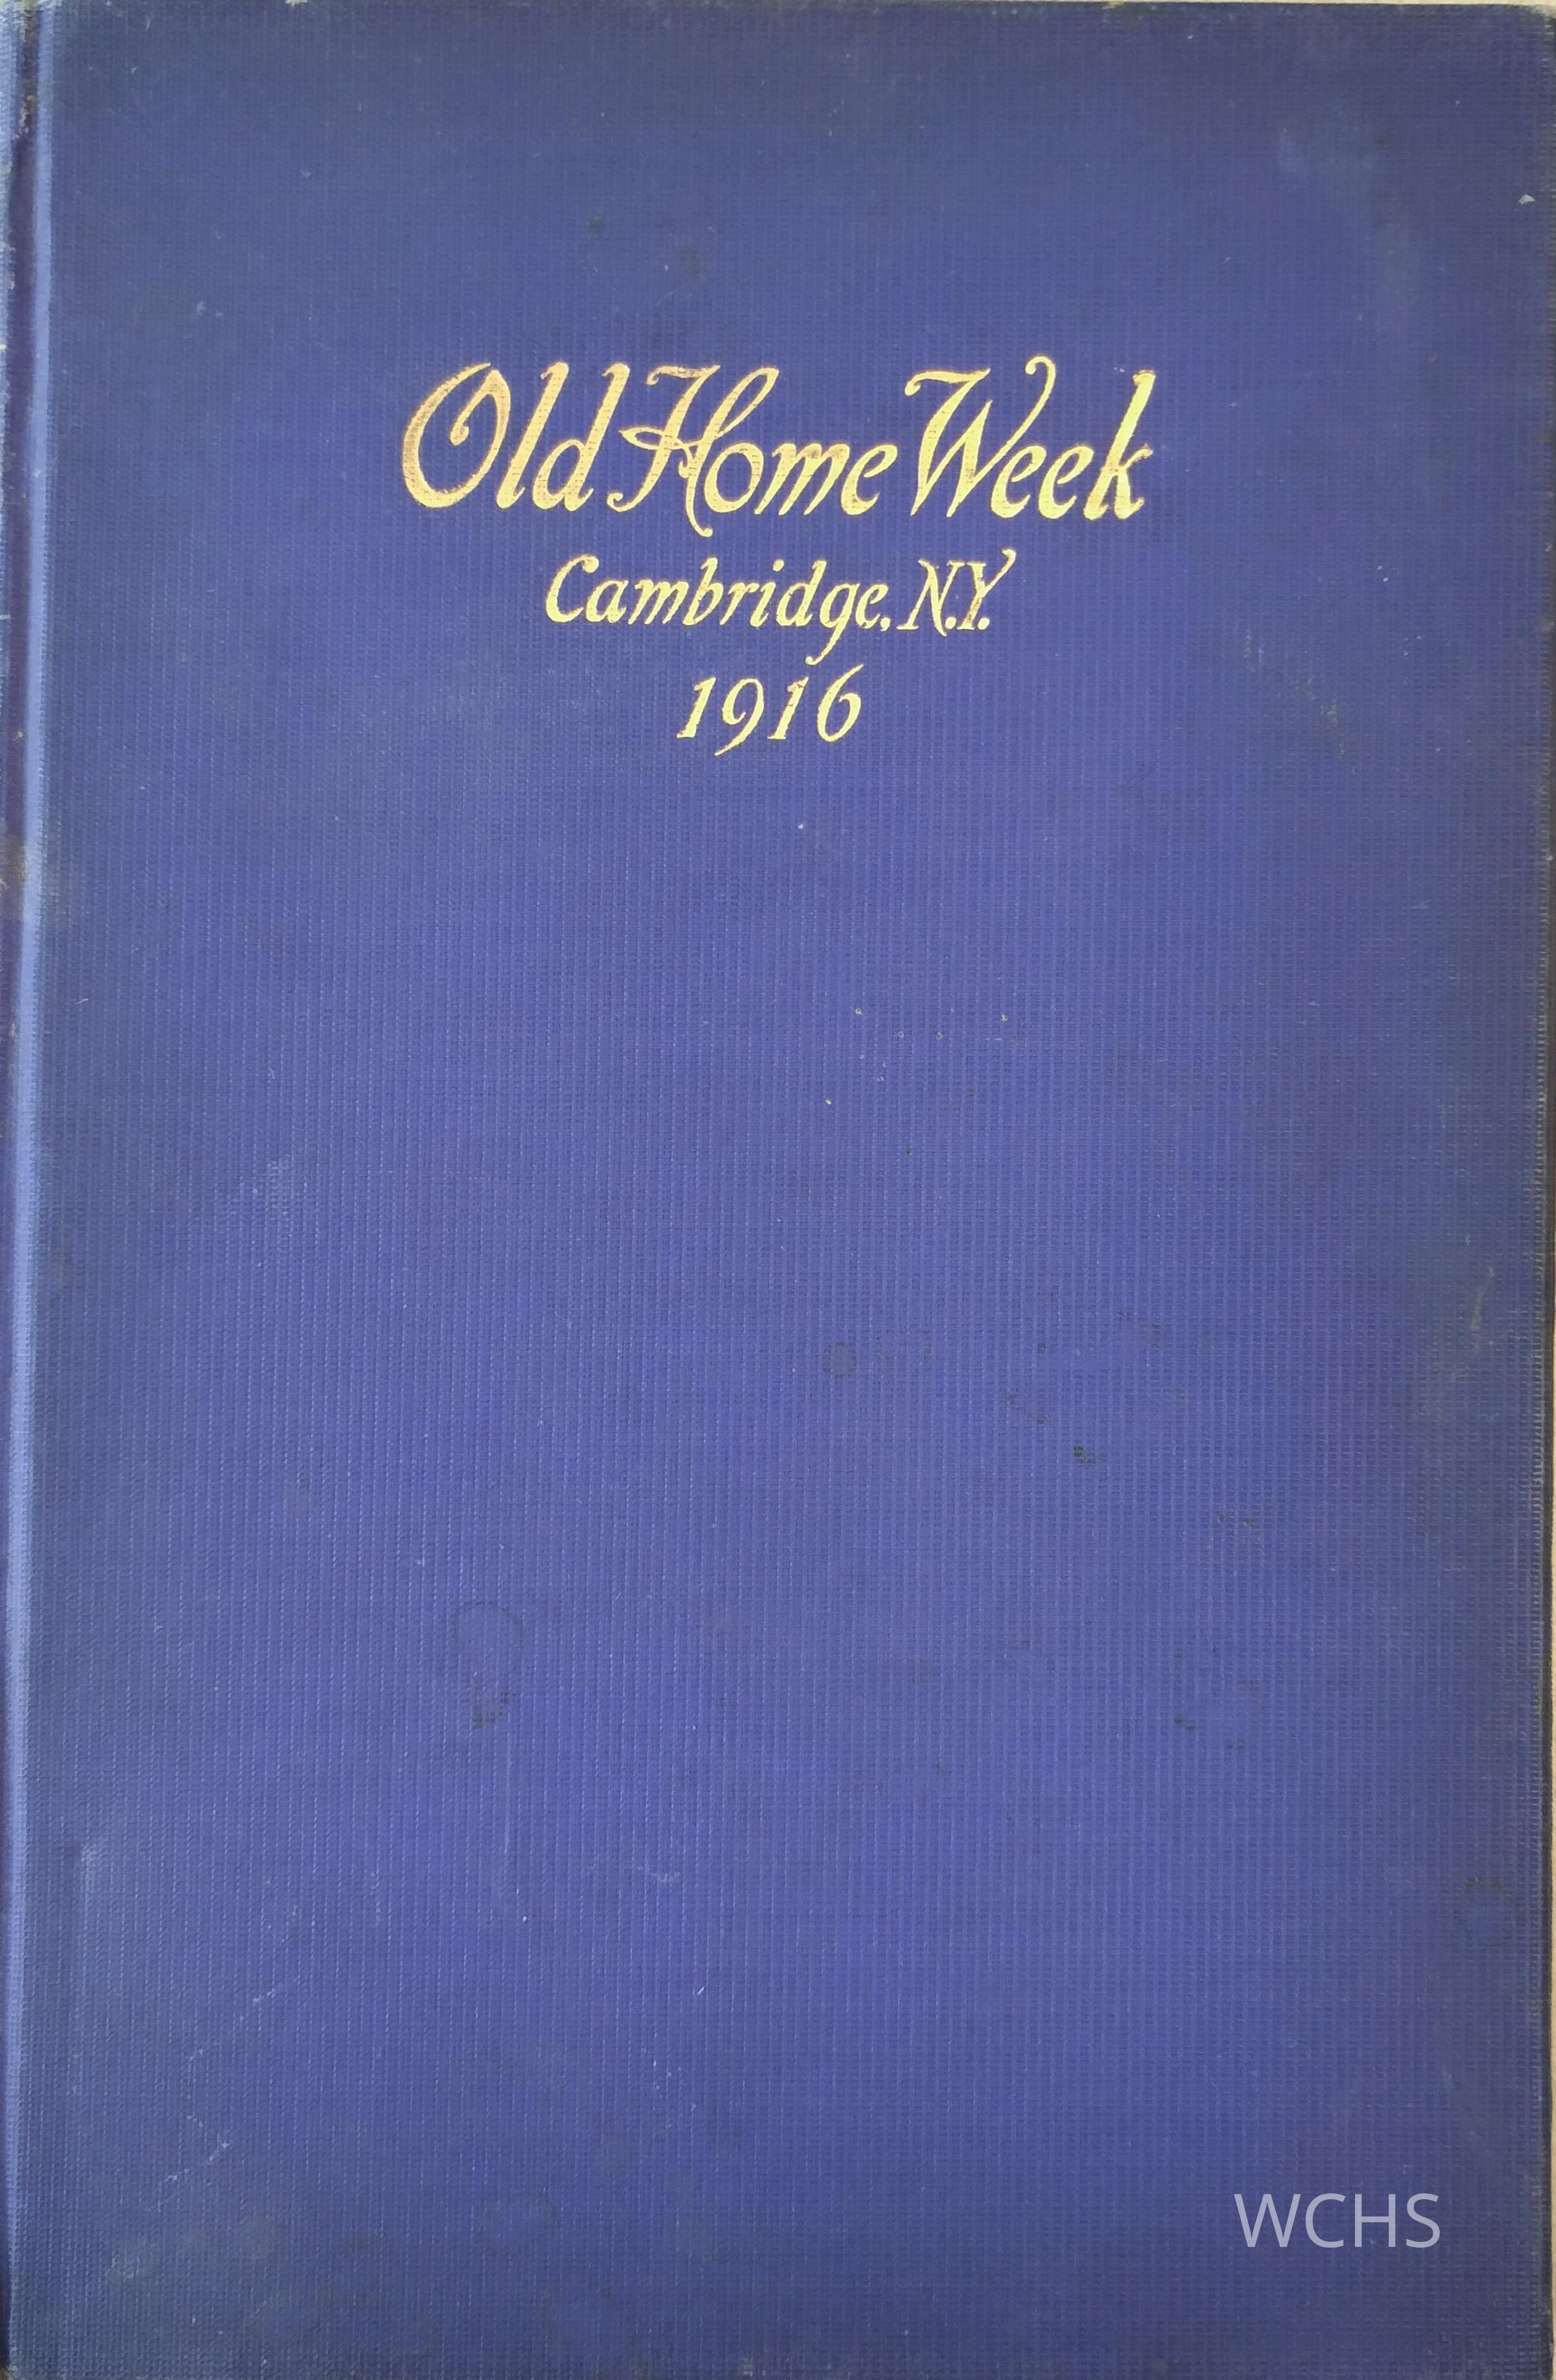 Old Home Week
Cambridge, N.Y.
1916
WCHS